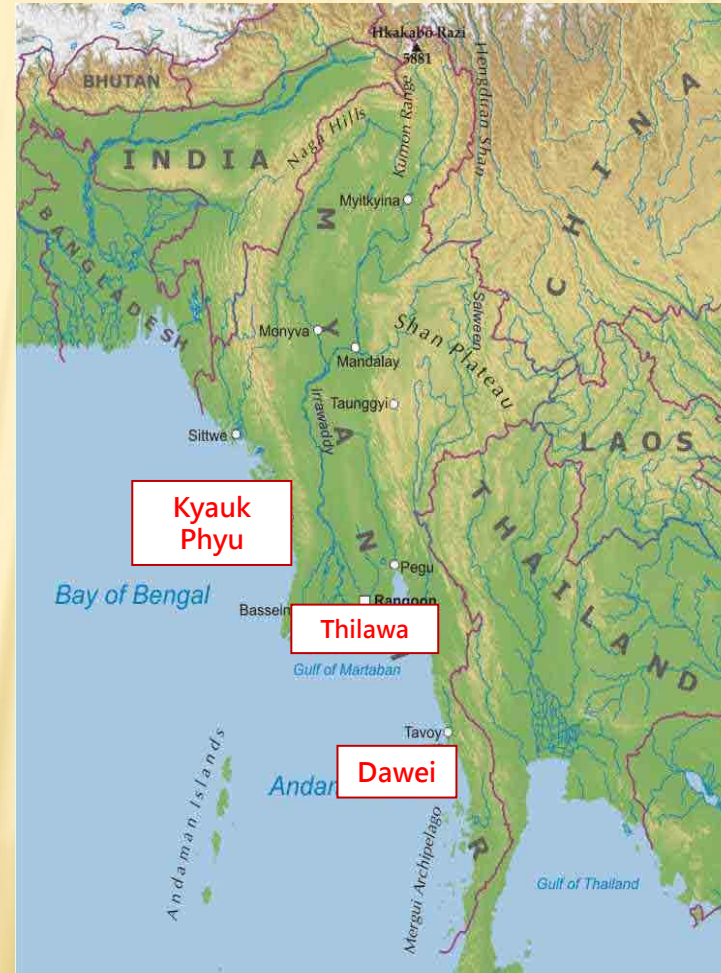 Hkakabo Razi
5881
BHUTAN
Hengduan Shan
Kumon Range
Naga Hills
INDIA
CHINA
Myitkyina
BANGLADESH
MYAN
R
Monyva
Mandalay
Shan Plateau
Salween
Irrawaddy
Taunggyi
Sittwe
LAOS
Kyauk
Phyu
THAILAND
Pegu
Bay of Bengal
Bassein
Rangoon
Thilawa
Gulf of Martaban
Tavoy
Dawei
Andaman Islands
Mergui Archipelago
Gulf of Thailand